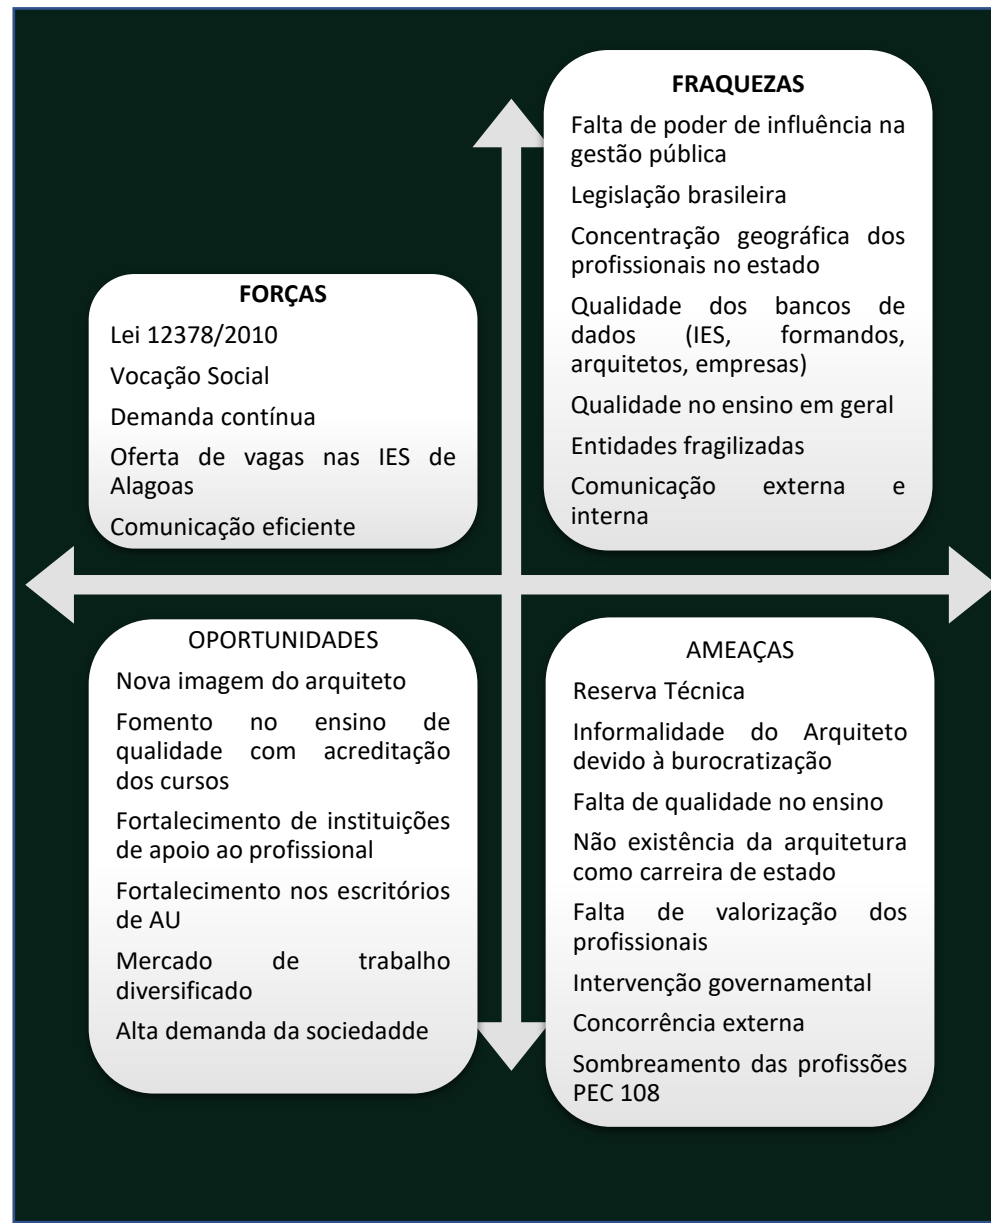 FORÇAS
Lei 12378/2010
Vocação Social
Demanda contínua
Oferta de vagas nas IES de
Alagoas
Comunicação eficiente
FRAQUEZAS
Falta de poder de influência na
gestão pública
Legislação brasileira
Concentração geográfica dos
profissionais no estado
Qualidade dos bancos de
dados (IES, formandos,
arquitetos, empresas)
Qualidade no ensino em geral
Entidades fragilizadas
Comunicação externa e
interna
OPORTUNIDADES
Nova imagem do arquiteto
Fomento no ensino de
qualidade com acreditação
dos cursos
Fortalecimento de instituições
de apoio ao profissional
Fortalecimento nos escritórios
de AU
Mercado de trabalho
diversificado
Alta demanda da sociedadde
AMEAÇAS
Reserva Técnica
Informalidade do Arquiteto
devido à burocratização
Falta de qualidade no ensino
Não existência da arquitetura
como carreira de estado
Falta de valorização dos
profissionais
Intervenção governamental
Concorrência externa
Sombreamento das profissões
PEC 108